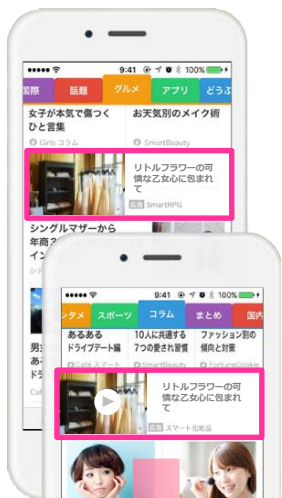 9:41
100%
国際
話題
グルメ
アプリ
どうぶ
女子が本気で傷つく
ひと言集
お天気別のメイク術
Girls コラム
SmartBeauty
リトルフラワーの可
憐な乙女心に包まれ
て
広告 SmartRPG
シングルマザーから
年商3
イン
9:41
100%
ンタメ
スポーツ
コラム
まとめ
国内
あるある
ドライブデート編
10人に共通する
7つの愛され習慣
ファッション別の
傾向と対策
Café スマート
SmartBeauty
FortuneCookie
男
あ
ド
Caf
リトルフラワーの可
憐な乙女心に包まれ
て
広告 スマート化粧品